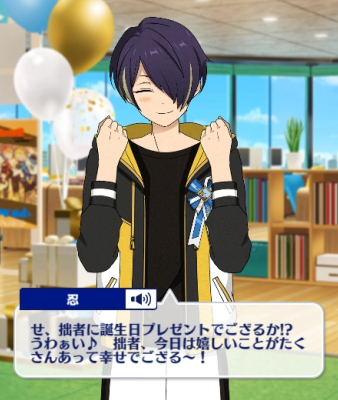 忍
せ、拙者に誕生日プレゼントでござるか!?
うわぁい♪　拙者、今日は嬉しいことがたく
さんあって幸せでござる～！